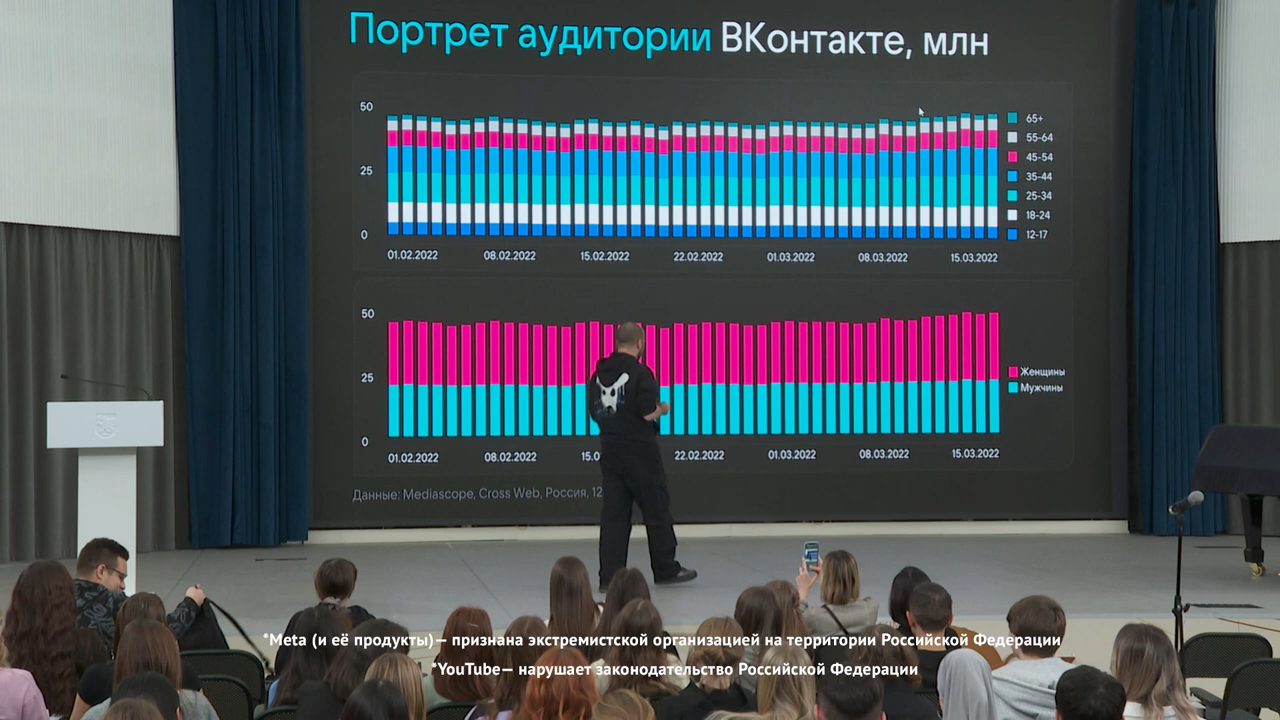 Портрет аудитории ВКонтакте, млн
50
25
0
65+
55-64
45-54
35-44
25-34
18-24
12-17
01.02.2022 08.02.2022 15.02.2022 22.02.2022 01.03.2022 08.03.2022 15.03.2022
50
25
0
Женщины
Мужчины
01.02.2022 08.02.2022 15.0 22.02.2022 01.03.2022 08.03.2022 15.03.2022
Данные: Mediascope, Cross Web, Россия, 12
*Meta (и её продукты)— признана экстремистской организацией на территории Российской Федерации
*YouTube— нарушает законодательство Российской Федерации